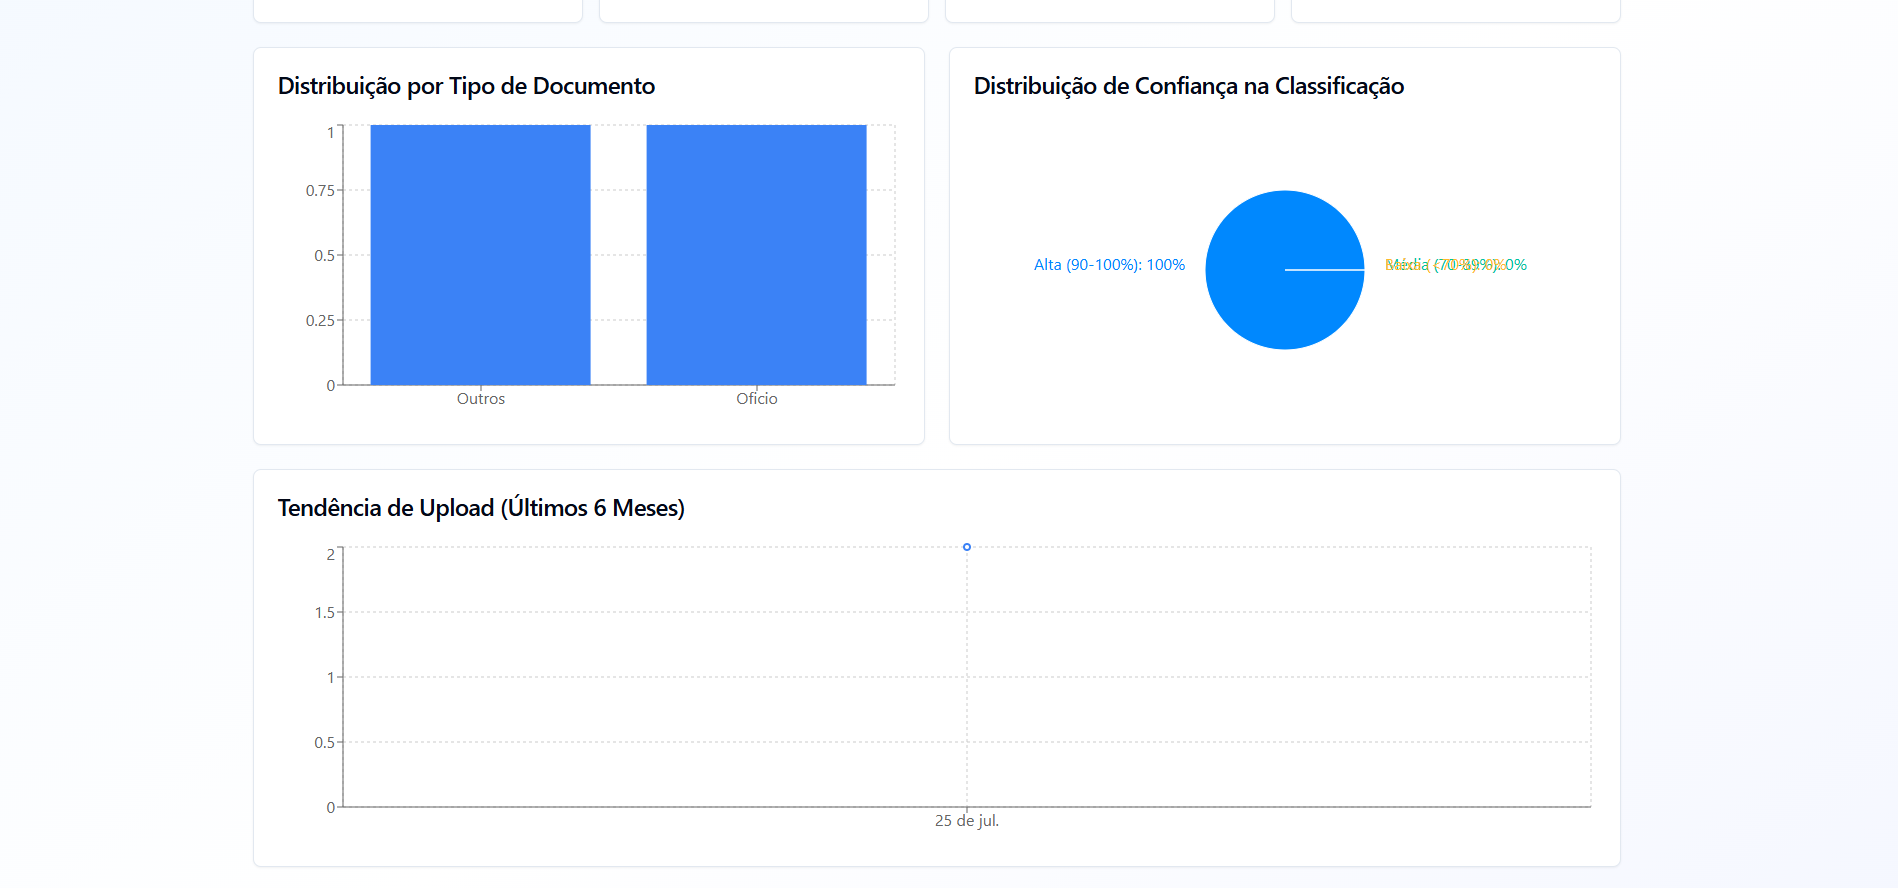 Distribuição por Tipo de Documento
1
0.75
0.5
0.25
0
Outros
Oficio
Distribuição de Confiança na Classificação
Alta (90-100%): 100%
Média (70-89%): 0%
Tendência de Upload (Últimos 6 Meses)
2
1.5
1
0.5
0
25 de jul.